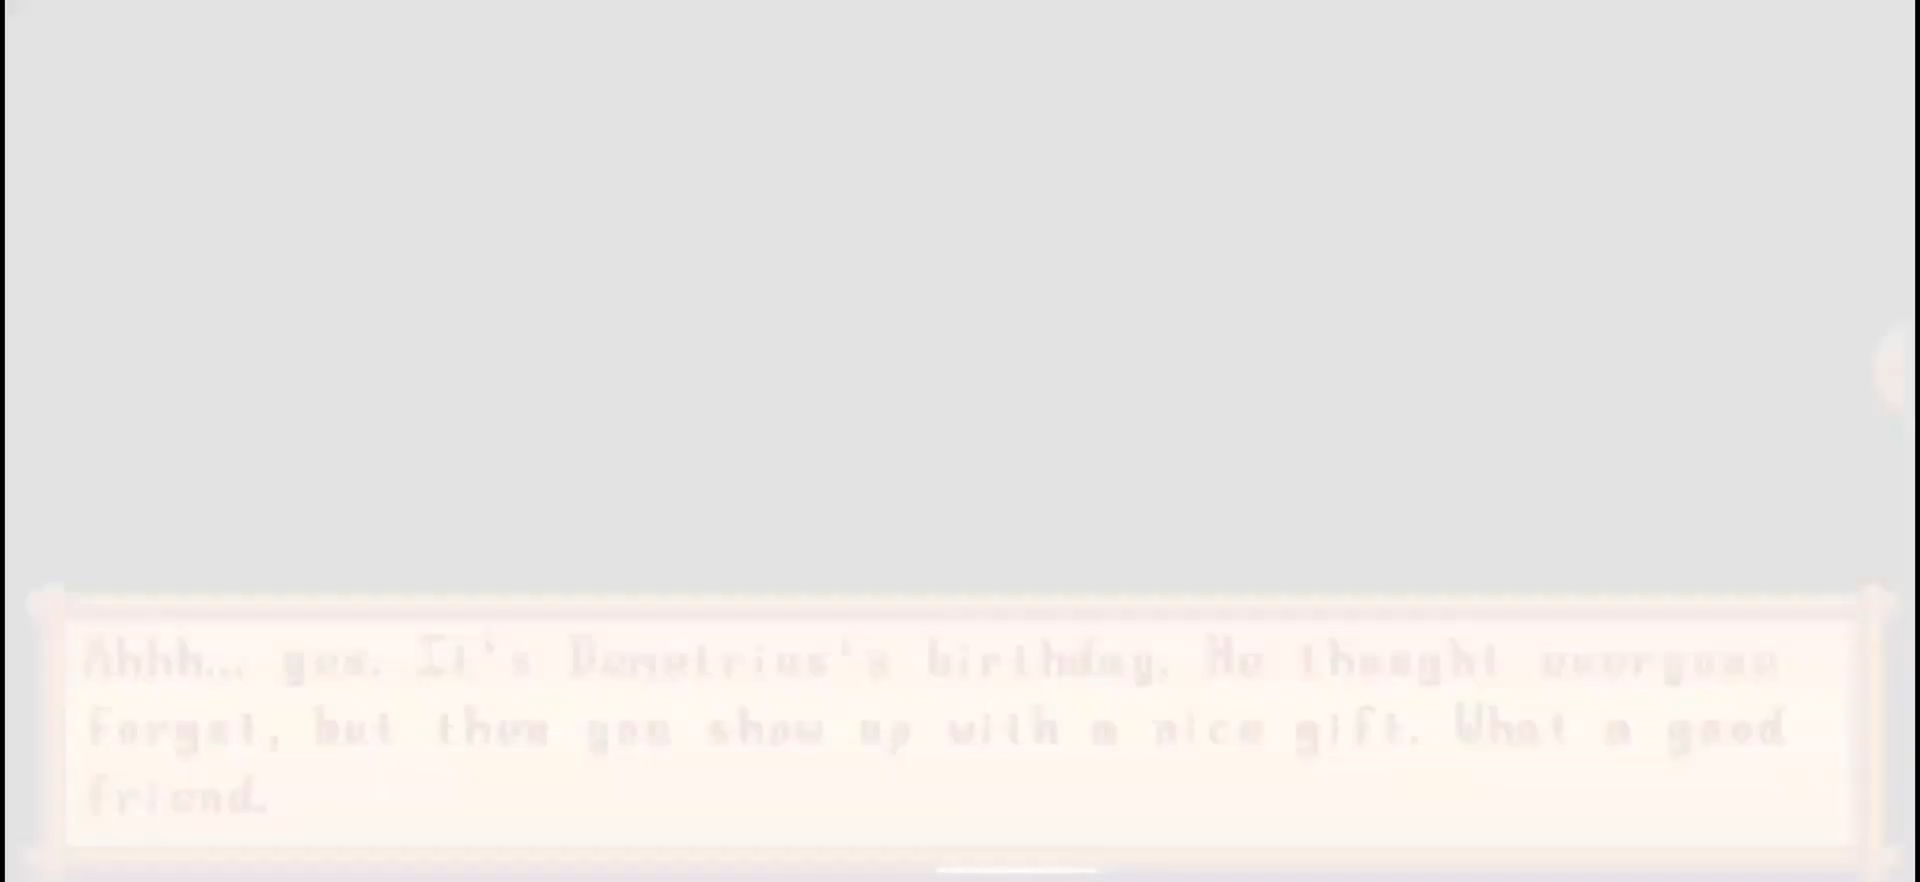 Ahhh... yes. It's Demetrius's birthday. He thought everyone
forgot, but then you show up with a nice gift. What a good
friend.